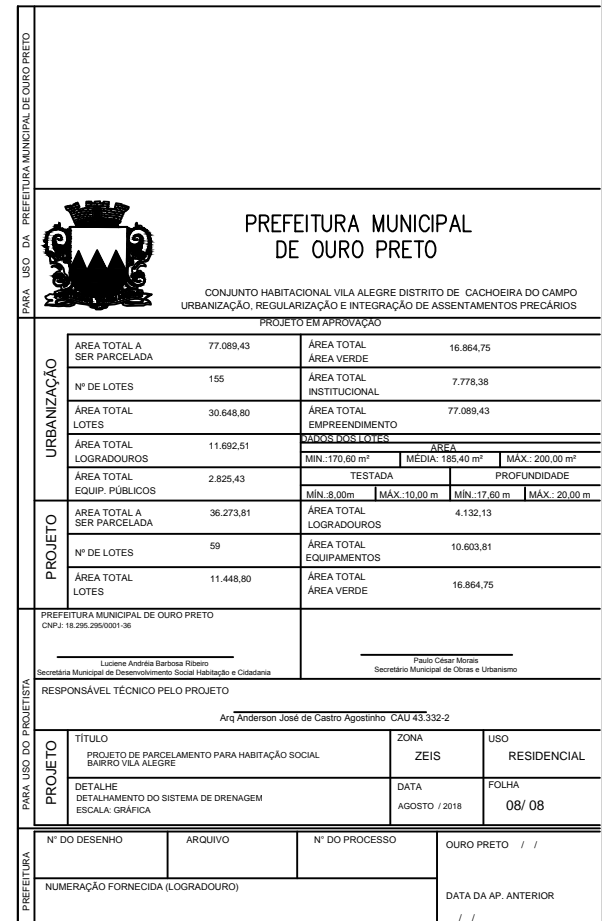 PARA USO DA PREFEITURA MUNICIPAL DE OURO PRETO
PREFEITURA MUNICIPAL
DE OURO PRETO
CONJUNTO HABITACIONAL VILA ALEGRE DISTRITO DE CACHOEIRA DO CAMPO
URBANIZAÇÃO, REGULARIZAÇÃO E INTEGRAÇÃO DE ASSENTAMENTOS PRECÁRIOS
PROJETO EM APROVAÇÃO
URBANIZAÇÃO
AREA TOTAL A
SER PARCELADA
77.089,43
ÁREA TOTAL
ÁREA VERDE
16.864,75
Nº DE LOTES
155
ÁREA TOTAL
INSTITUCIONAL
7.778,38
ÁREA TOTAL
LOTES
30.648,80
ÁREA TOTAL
EMPREENDIMENTO
77.089,43
ÁREA TOTAL
LOGRADOUROS
11.692,51
DADOS DOS LOTES
ÁREA
MIN.:170,60 m² MÉDIA: 185,40 m² MÁX.: 200,00 m²
ÁREA TOTAL
EQUIP. PÚBLICOS
2.825,43
TESTADA PROFUNDIDADE
MÍN.:8,00m MÁX.:10,00 m MÍN.:17,60 m MÁX.: 20,00 m
PROJETO
AREA TOTAL A
SER PARCELADA
36.273,81
ÁREA TOTAL
LOGRADOUROS
4.132,13
Nº DE LOTES
59
ÁREA TOTAL
EQUIPAMENTOS
10.603,81
ÁREA TOTAL
LOTES
11.448,80
ÁREA TOTAL
ÁREA VERDE
16.864,75
PARA USO DO PROJETISTA
PREFEITURA MUNICIPAL DE OURO PRETO
CNPJ: 18.295.295/0001-36
Luciene Andréia Barbosa Ribeiro
Secretária Municipal de Desenvolvimento Social Habitação e Cidadania
Paulo César Morais
Secretário Municipal de Obras e Urbanismo
RESPONSÁVEL TÉCNICO PELO PROJETO
Arq Anderson José de Castro Agostinho CAU 43.332-2
PROJETO
TÍTULO
PROJETO DE PARCELAMENTO PARA HABITAÇÃO SOCIAL
BAIRRO VILA ALEGRE
ZONA
ZEIS
USO
RESIDENCIAL
DETALHE
DETALHAMENTO DO SISTEMA DE DRENAGEM
ESCALA: GRÁFICA
DATA
AGOSTO / 2018
FOLHA
08/ 08
PREFEITURA
N° DO DESENHO
ARQUIVO
N° DO PROCESSO
OURO PRETO / /
NUMERAÇÃO FORNECIDA (LOGRADOURO)
DATA DA AP. ANTERIOR
/ /